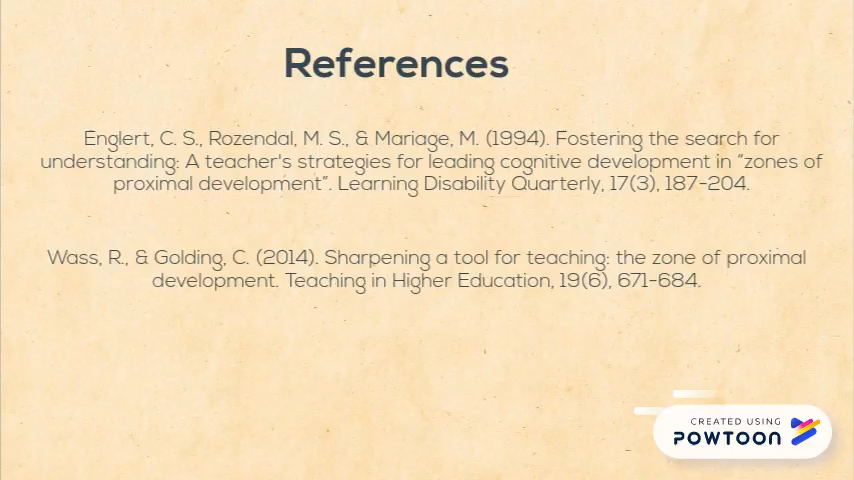 References
Englert, C. S., Rozendal, M. S., & Mariage, M. (1994). Fostering the search for
understanding: A teacher's strategies for leading cognitive development in "zones of
proximal development". Learning Disability Quarterly, 17(3), 187-204.
Wass, R., & Golding, C. (2014). Sharpening a tool for teaching: the zone of proximal
development. Teaching in Higher Education, 19(6), 671-684.
CREATED USING
POWTOON